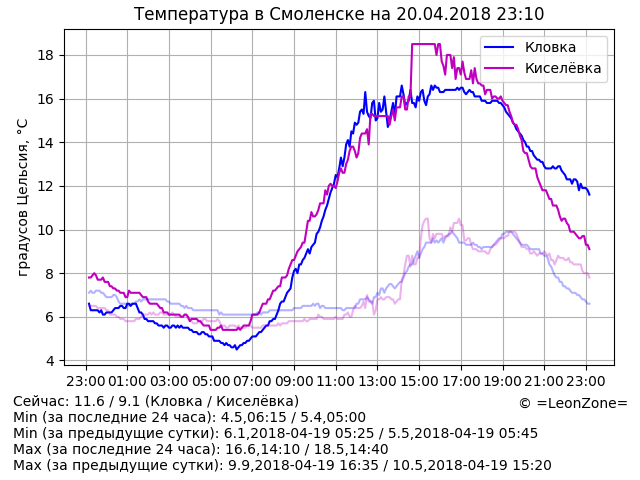 Температура в Смоленске на 20.04.2018 23:10
Кловка
Киселёвка
градусов Цельсия, °C
18
16
14
12
10
8
6
4
23:00 01:00 03:00 05:00 07:00 09:00 11:00 13:00 15:00 17:00 19:00 21:00 23:00
Сейчас: 11.6 / 9.1 (Кловка / Киселёвка)
© =LeonZone=
Min (за последние 24 часа): 4.5,06:15 / 5.4,05:00
Min (за предыдущие сутки): 6.1,2018-04-19 05:25 / 5.5,2018-04-19 05:45
Max (за последние 24 часа): 16.6,14:10 / 18.5,14:40
Max (за предыдущие сутки): 9.9,2018-04-19 16:35 / 10.5,2018-04-19 15:20